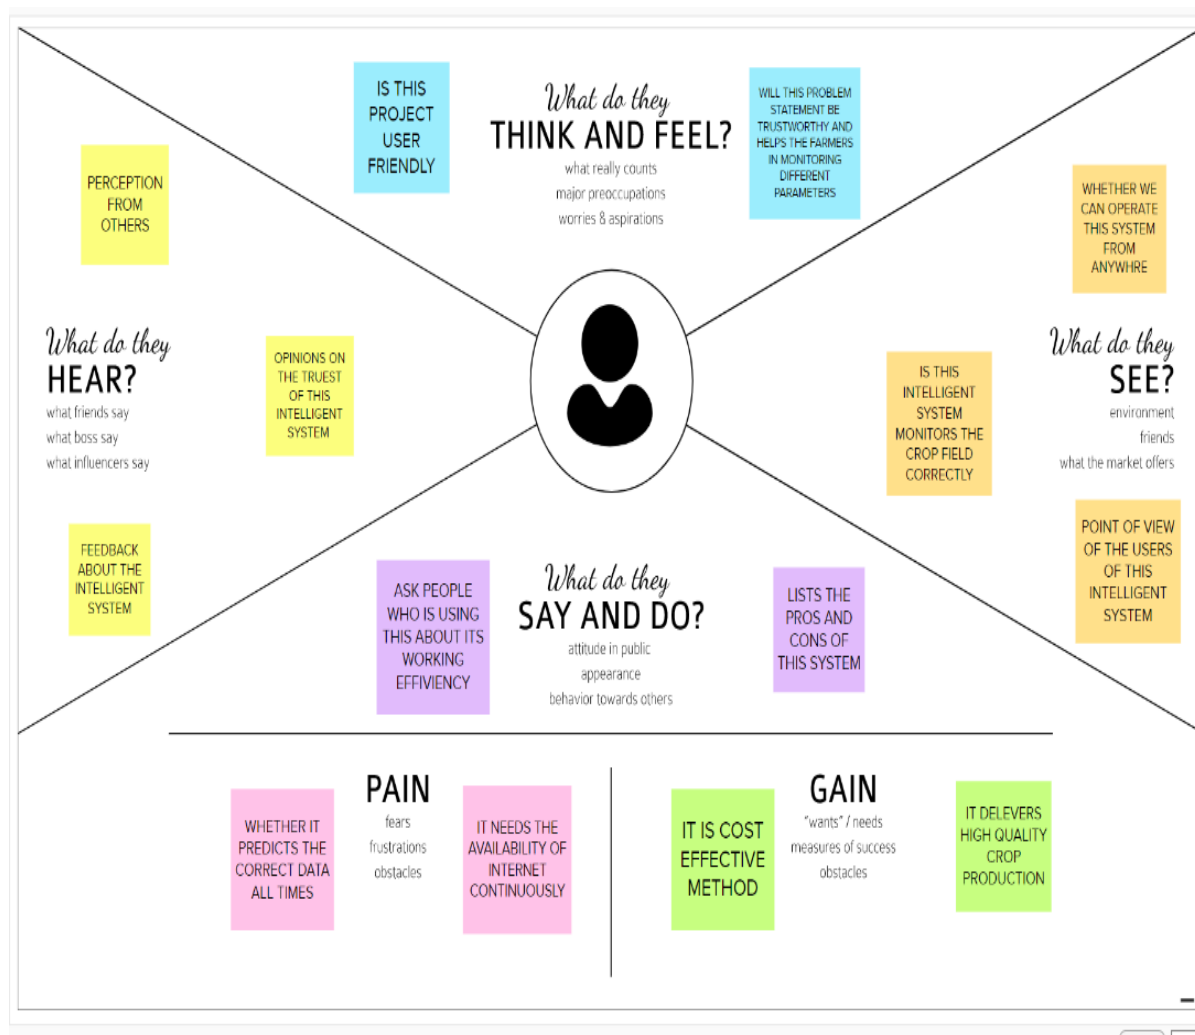 What do they
THINK AND FEEL?
what really counts
major preoccupations
worries & aspirations
IS THIS
PROJECT
USER
FRIENDLY
WILL THIS PROBLEM
STATEMENT BE
TRUSTWORTHY AND
HELPS THE FARMERS
IN MONITORING
DIFFERENT
PARAMETERS
What do they
HEAR?
what friends say
what boss say
what influencers say
PERCEPTION
FROM
OTHERS
OPINIONS ON
THE TRUEST
OF THIS
INTELLIGENT
SYSTEM
FEEDBACK
ABOUT THE
INTELLIGENT
SYSTEM
What do they
SEE?
environment
friends
what the market offers
WHETHER WE
CAN OPERATE
THIS SYSTEM
FROM
ANYWHRE
IS THIS
INTELLIGENT
SYSTEM
MONITORS THE
CROP FIELD
CORRECTLY
POINT OF VIEW
OF THE USERS
OF THIS
INTELLIGENT
SYSTEM
What do they
SAY AND DO?
attitude in public
appearance
behavior towards others
ASK PEOPLE
WHO IS USING
THIS ABOUT ITS
WORKING
EFFIVIENCY
LISTS THE
PROS AND
CONS OF
THIS SYSTEM
PAIN
fears
frustrations
obstacles
WHETHER IT
PREDICTS THE
CORRECT DATA
ALL TIMES
IT NEEDS THE
AVAILABILITY OF
INTERNET
CONTINUOUSLY
GAIN
"wants" / needs
measures of success
obstacles
IT IS COST
EFFECTIVE
METHOD
IT DELEVERS
HIGH QUALITY
CROP
PRODUCTION